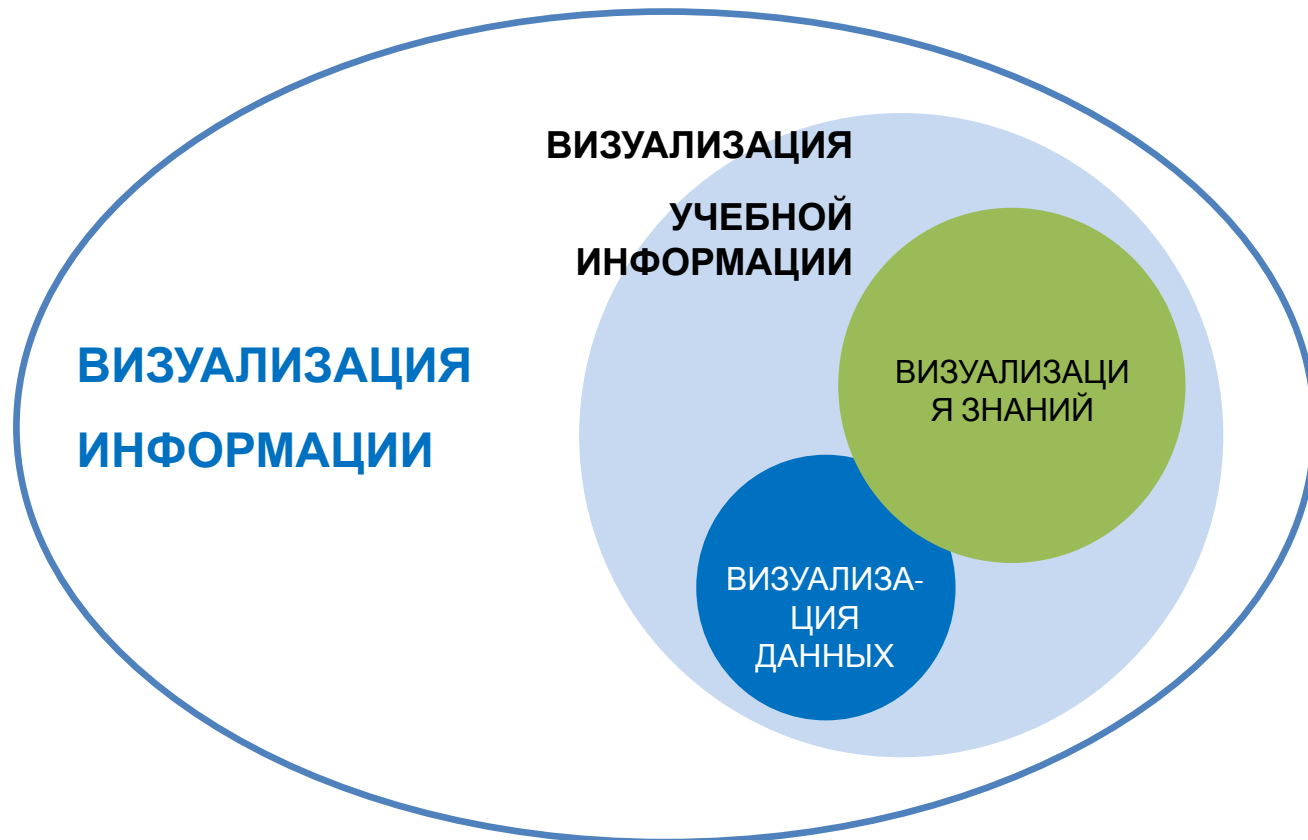 ВИЗУАЛИЗАЦИЯ
УЧЕБНОЙ
ИНФОРМАЦИИ
ВИЗУАЛИЗАЦИЯ
ИНФОРМАЦИИ
ВИЗУАЛИЗАЦИ
Я ЗНАНИЙ
ВИЗУАЛИЗА-
ЦИЯ
ДАННЫХ